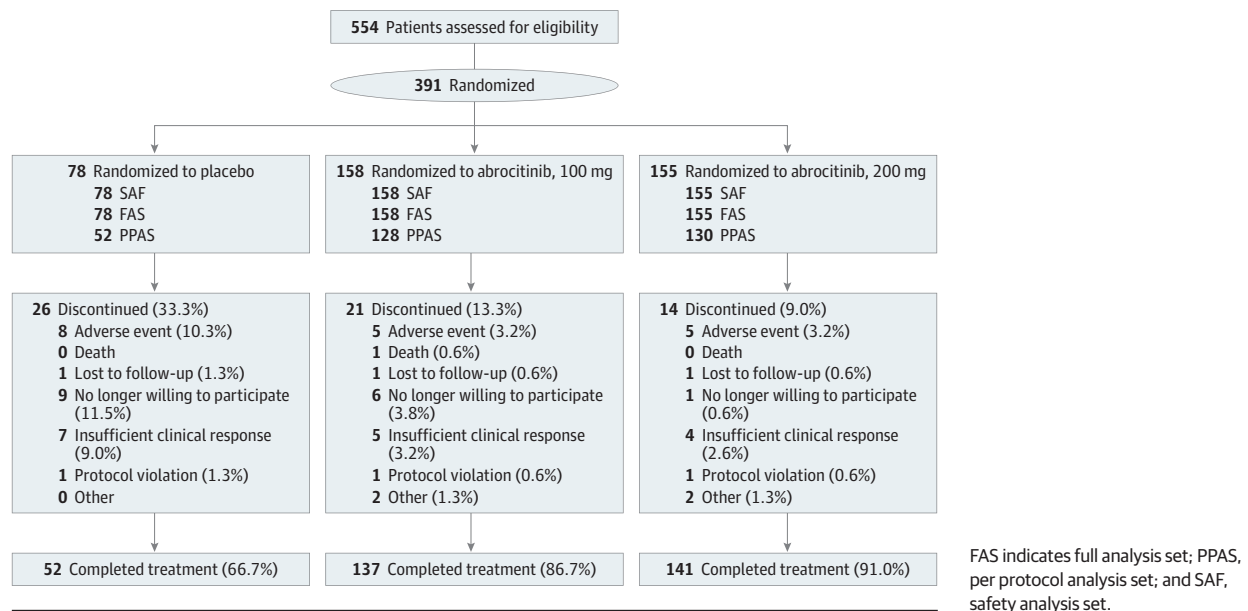 554 Patients assessed for eligibility
391 Randomized
78 Randomized to placebo
78 SAF
78 FAS
52 PPAS
158 Randomized to abrocitinib, 100 mg
158 SAF
158 FAS
128 PPAS
155 Randomized to abrocitinib, 200 mg
155 SAF
155 FAS
130 PPAS
26 Discontinued (33.3%)
8 Adverse event (10.3%)
0 Death
1 Lost to follow-up (1.3%)
9 No longer willing to participate
(11.5%)
7 Insufficient clinical response
(9.0%)
1 Protocol violation (1.3%)
0 Other
21 Discontinued (13.3%)
5 Adverse event (3.2%)
1 Death (0.6%)
1 Lost to follow-up (0.6%)
6 No longer willing to participate
(3.8%)
5 Insufficient clinical response
(3.2%)
1 Protocol violation (0.6%)
2 Other (1.3%)
14 Discontinued (9.0%)
5 Adverse event (3.2%)
0 Death
1 Lost to follow-up (0.6%)
1 No longer willing to participate
(0.6%)
4 Insufficient clinical response
(2.6%)
1 Protocol violation (0.6%)
2 Other (1.3%)
52 Completed treatment (66.7%)
137 Completed treatment (86.7%)
141 Completed treatment (91.0%)
FAS indicates full analysis set; PPAS,
per protocol analysis set; and SAF,
safety analysis set.